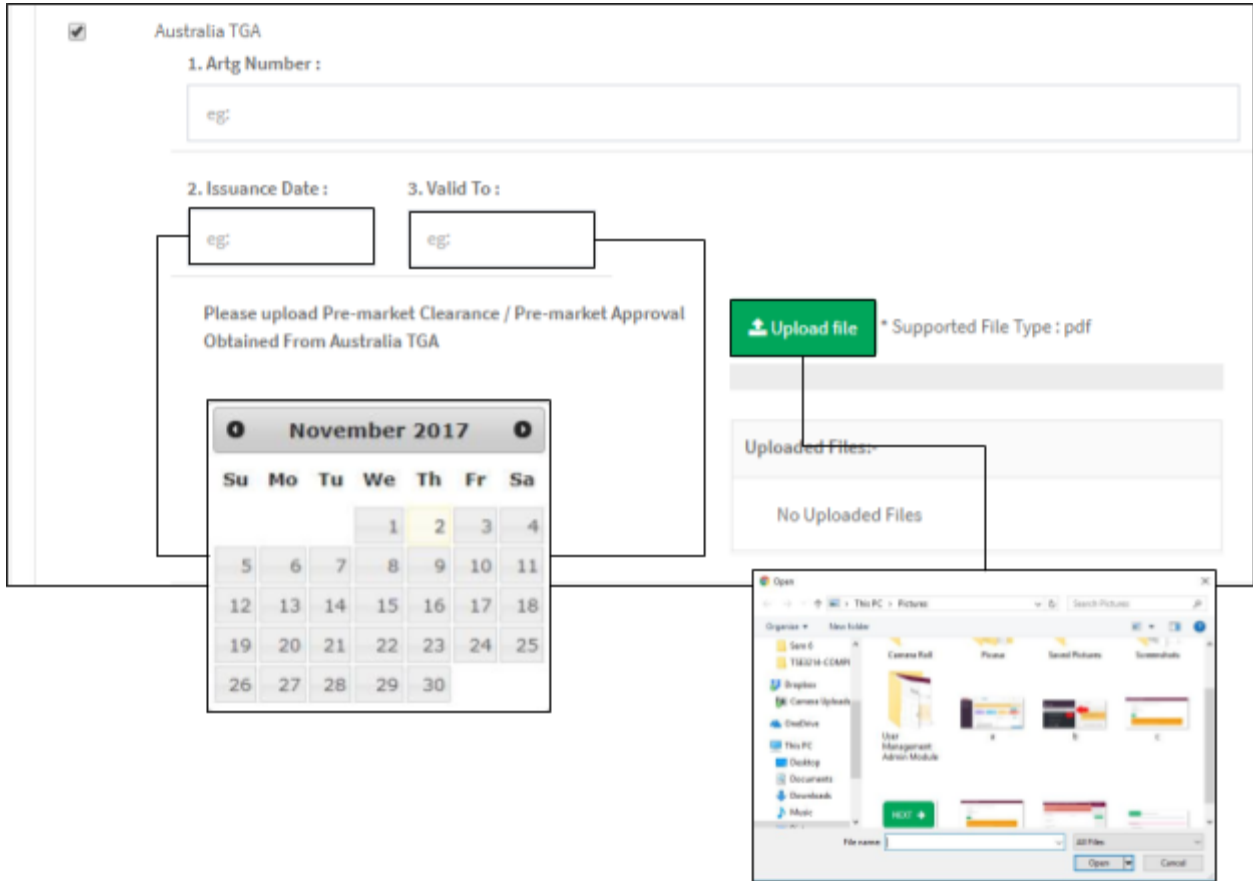 Australia TGA
1. Artg Number :
eg:
2. Issuance Date : 3. Valid To :
eg: eg:
Please upload Pre-market Clearance / Pre-market Approval
Obtained From Australia TGA
Upload file * Supported File Type : pdf
Uploaded Files:-
No Uploaded Files
November 2017
Su Mo Tu We Th Fr Sa
1 2 3 4
5 6 7 8 9 10 11
12 13 14 15 16 17 18
19 20 21 22 23 24 25
26 27 28 29 30
Open
This PC › Pictures
Search Pictures
Organize New folder
Sem 6
Dropbox
Camera Uploads
OneDrive
This PC
Desktop
Documents
Downloads
Music
Camera Roll Please Saved Pictures Screenshots
User Management Admin Module
a b c
NEXT
File name:
All Files
Open Cancel